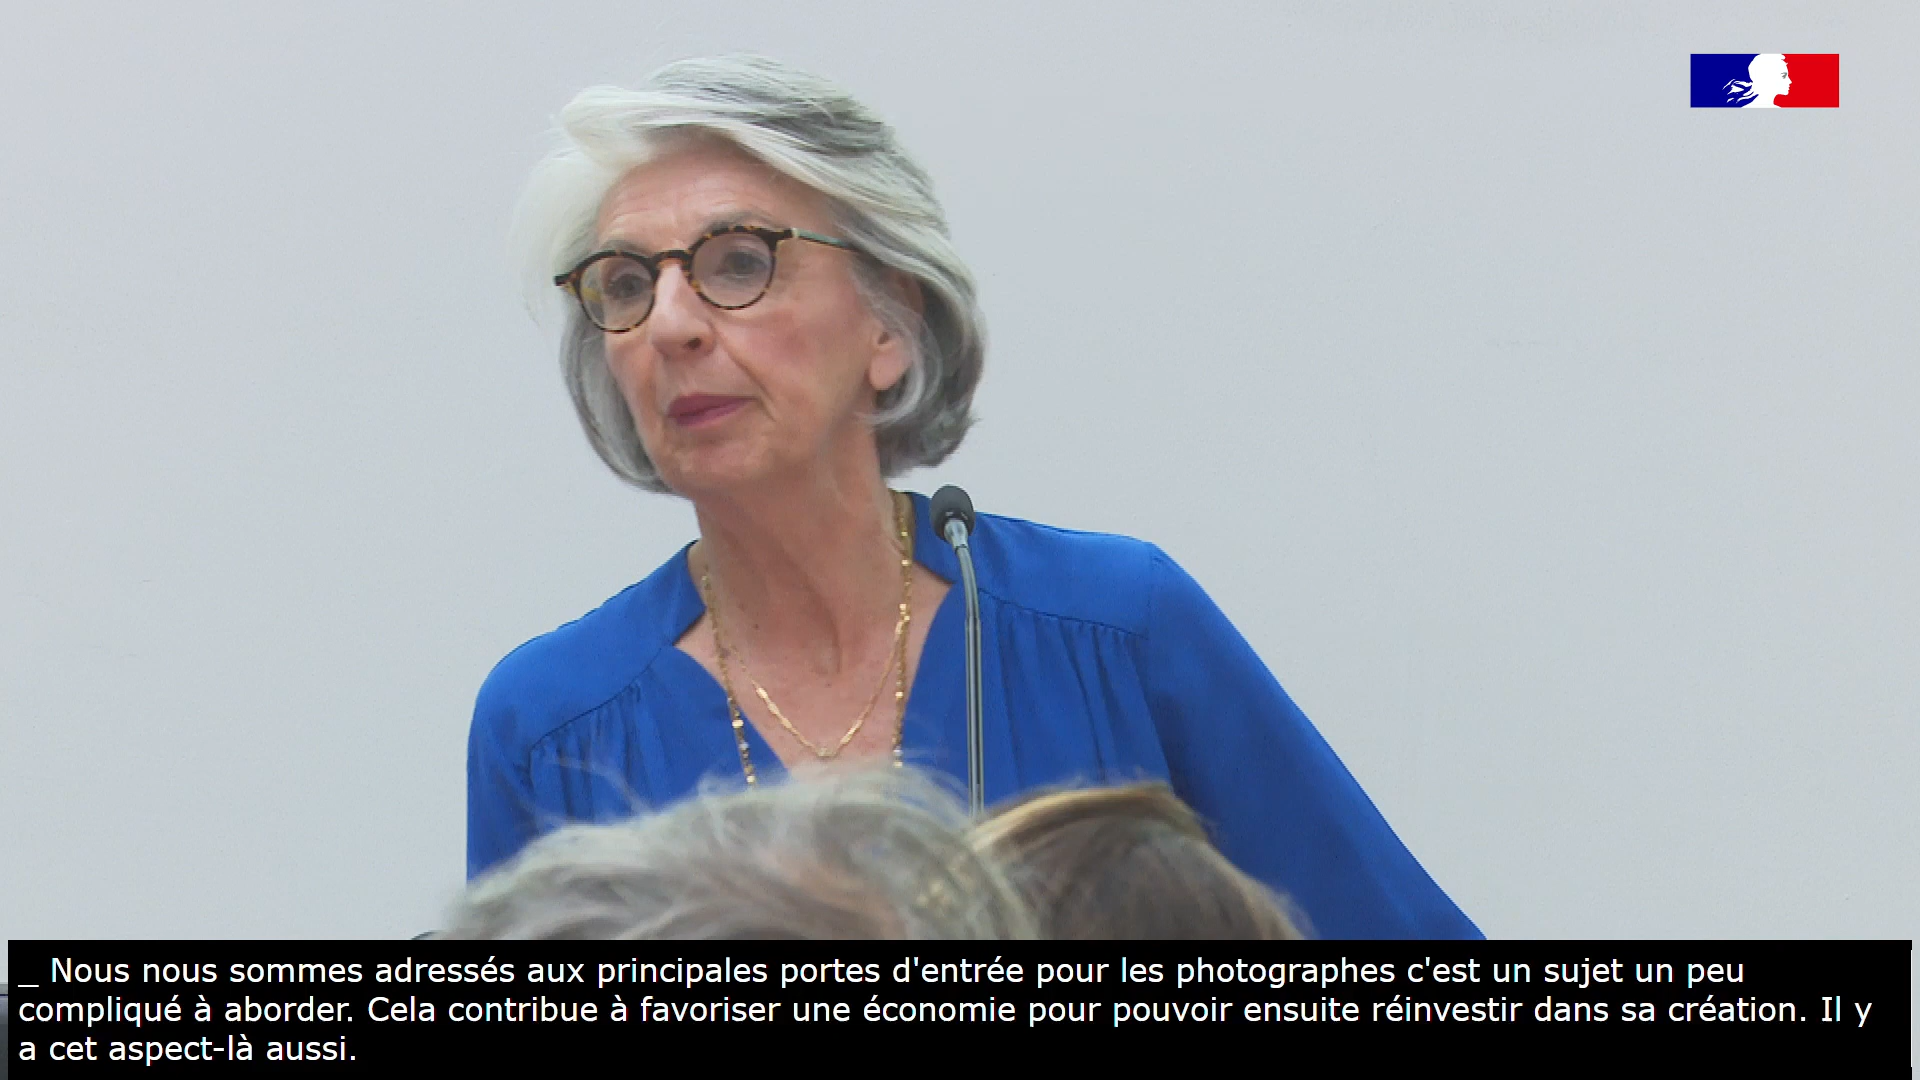 _ Nous nous sommes adressés aux principales portes d'entrée pour les photographes c'est un sujet un peu
compliqué à aborder. Cela contribue à favoriser une économie pour pouvoir ensuite réinvestir dans sa création. Il y
a cet aspect-là aussi.